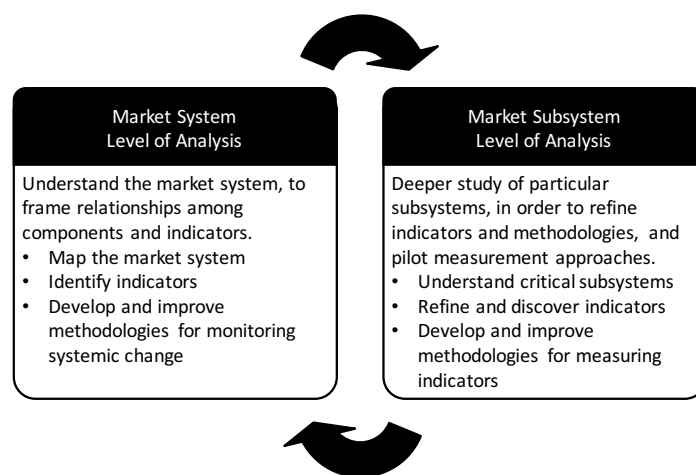 Market System
Level of Analysis
Understand the market system, to
frame relationships among
components and indicators.
• Map the market system
• Identify indicators
• Develop and improve
methodologies for monitoring
systemic change
Market Subsystem
Level of Analysis
Deeper study of particular
subsystems, in order to refine
indicators and methodologies, and
pilot measurement approaches.
• Understand critical subsystems
• Refine and discover indicators
• Develop and improve
methodologies for measuring
indicators